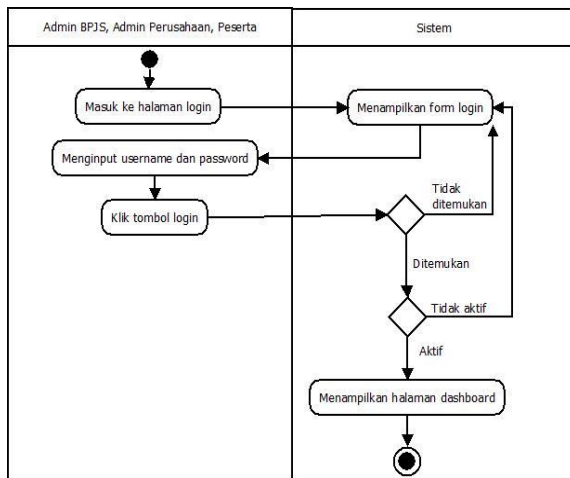 Admin BPJS, Admin Perusahaan, Peserta
Sistem
Masuk ke halaman login
Menampilkan form login
Menginput username dan password
Klik tombol login
Tidak
ditemukan
Ditemukan
Tidak aktif
Aktif
Menampilkan halaman dashboard